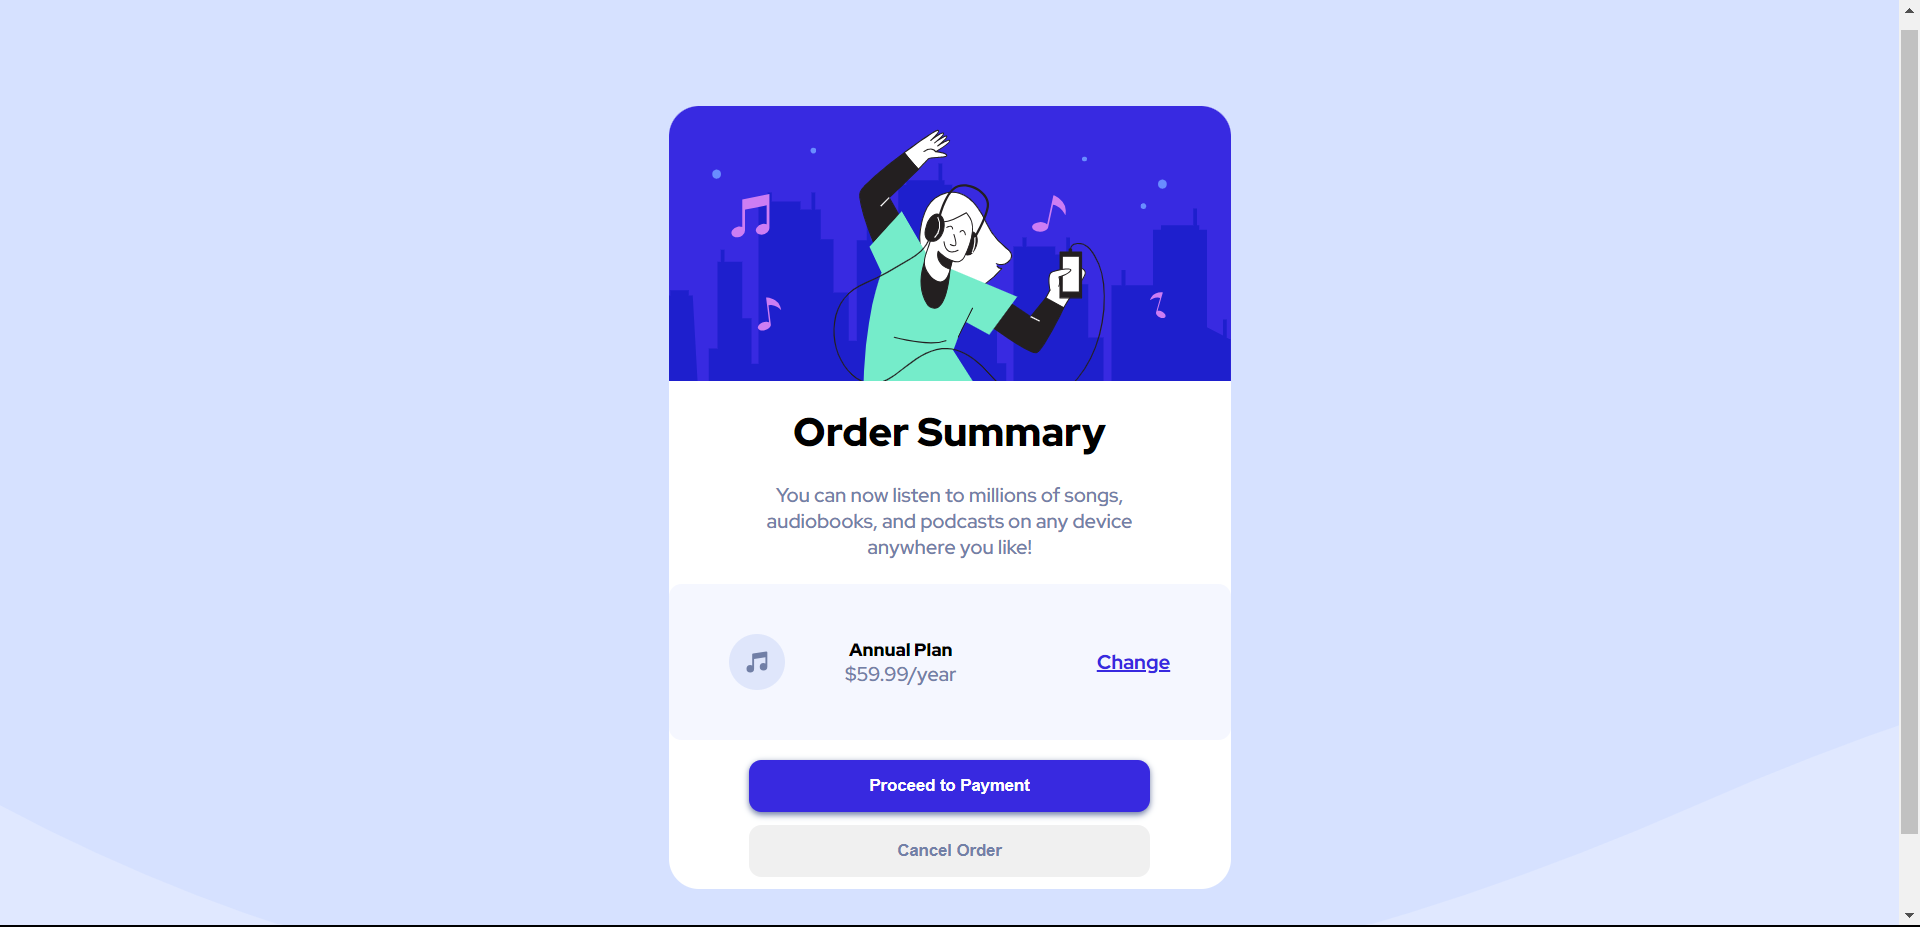 Order Summary
You can now listen to millions of songs,
audiobooks, and podcasts on any device
anywhere you like!
Annual Plan
$59.99/year
Change
Proceed to Payment
Cancel Order